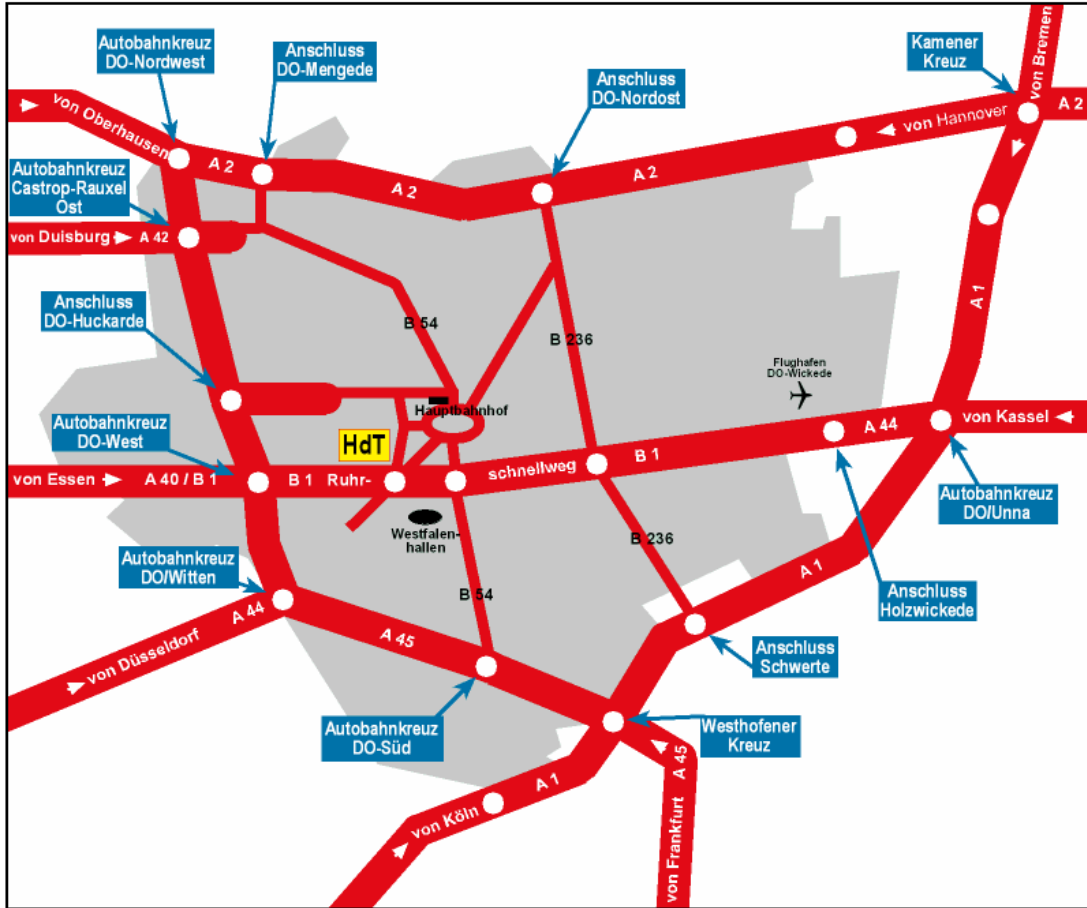 Autobahnkreuz
DO-Nordwest
Anschluss
DO-Mengede
Anschluss
DO-Nordost
Kamener
Kreuz
von Bremen
von Oberhausen
A 2
A 2
A 2
von Hannover
A 2
Autobahnkreuz
Castrop-Rauxel
Ost
von Duisburg
A 42
Anschluss
DO-Huckarde
B 54
B 236
A 1
Flughafen
DO-Wickede
Hauptbahnhof
Autobahnkreuz
DO-West
HdT
A 44
von Kassel
von Essen
A 40 / B 1
B 1
Ruhr-
schnellweg
B 1
Autobahnkreuz
DO/Unna
Westfalen-
hallen
B 236
Autobahnkreuz
DO/Witten
A 1
Anschluss
Holzwickede
A 44
B 54
von Düsseldorf
A 45
Anschluss
Schwerte
Autobahnkreuz
DO-Süd
Westhofener
Kreuz
A 45
A 1
von Köln
von Frankfurt